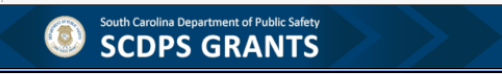 South Carolina Department of Public Safety
SCDPS GRANTS